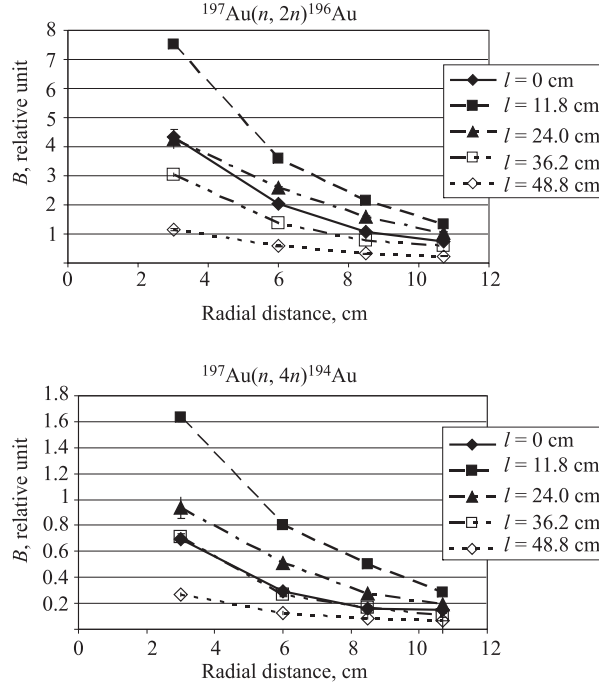 ¹⁹⁷Au(n, 2n)¹⁹⁶Au
8
7
6
5
4
3
2
1
0 2 4 6 8 10 12
B, relative unit
Radial distance, cm
l = 0 cm
l = 11.8 cm
l = 24.0 cm
l = 36.2 cm
l = 48.8 cm
¹⁹⁷Au(n, 4n)¹⁹⁴Au
1.8
1.6
1.4
1.2
1
0.8
0.6
0.4
0.2
0 2 4 6 8 10 12
B, relative unit
Radial distance, cm
l = 0 cm
l = 11.8 cm
l = 24.0 cm
l = 36.2 cm
l = 48.8 cm